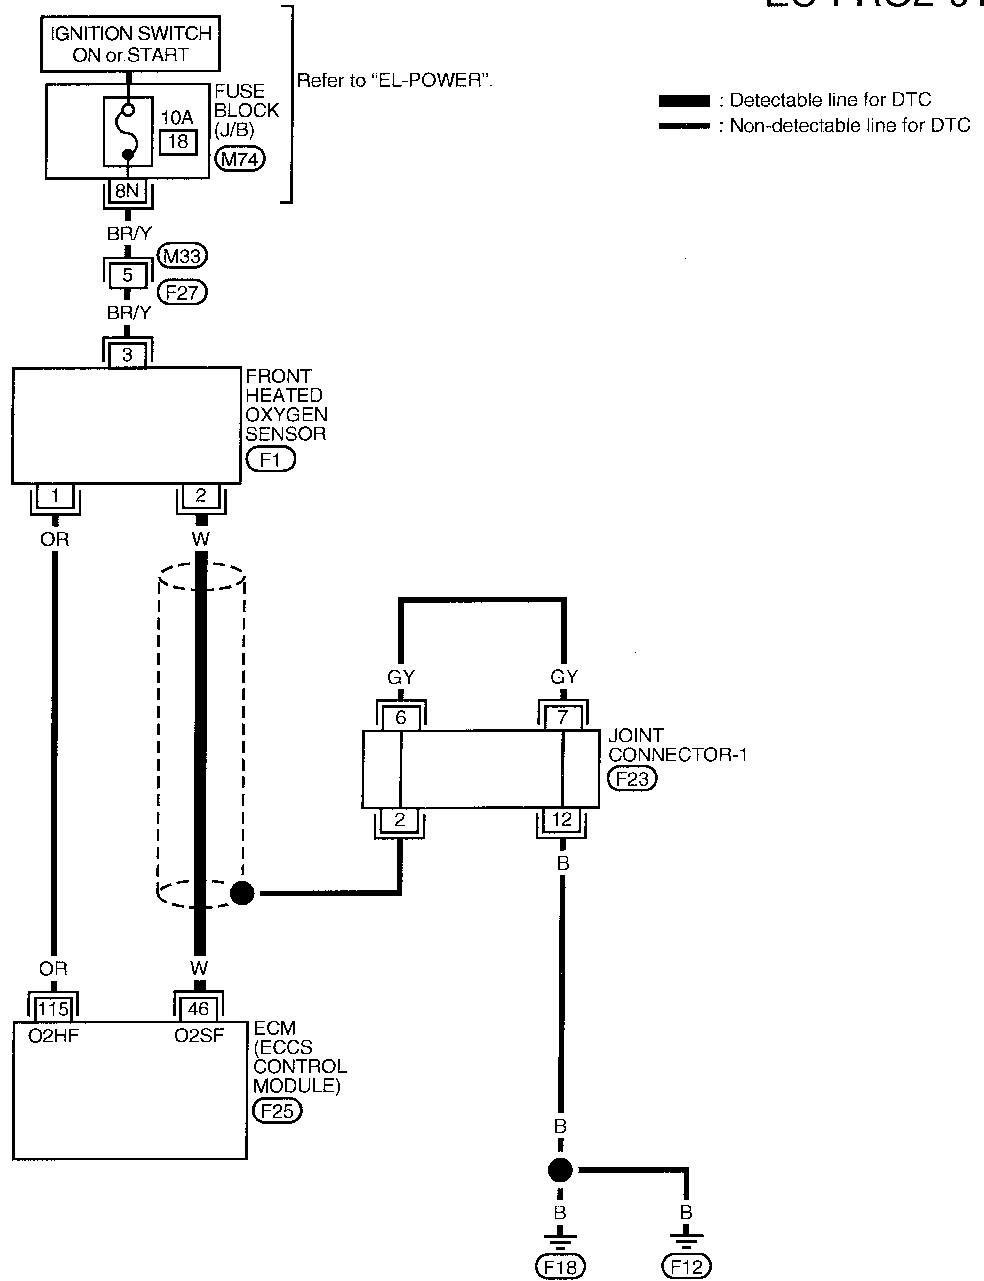 IGNITION SWITCH
ON or START
Refer to "EL-POWER".
FUSE
BLOCK
(J/B)
M74
10A
18
8N
: Detectable line for DTC
: Non-detectable line for DTC
BR/Y
M33
5
F27
BR/Y
3
FRONT
HEATED
OXYGEN
SENSOR
F1
1
2
OR
W
GY
GY
6
7
JOINT
CONNECTOR-1
F23
2
12
B
OR
W
115
46
O2HF
O2SF
ECM
(ECCS
CONTROL
MODULE)
F25
B
B
B
F18
F12